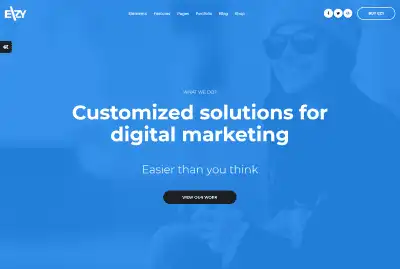 EIZY
Elements Features Pages Portfolio Blog Shop
BUY EZY
WHAT WE DO?
Customized solutions for
digital marketing
Easier than you think
VIEW OUR WORK